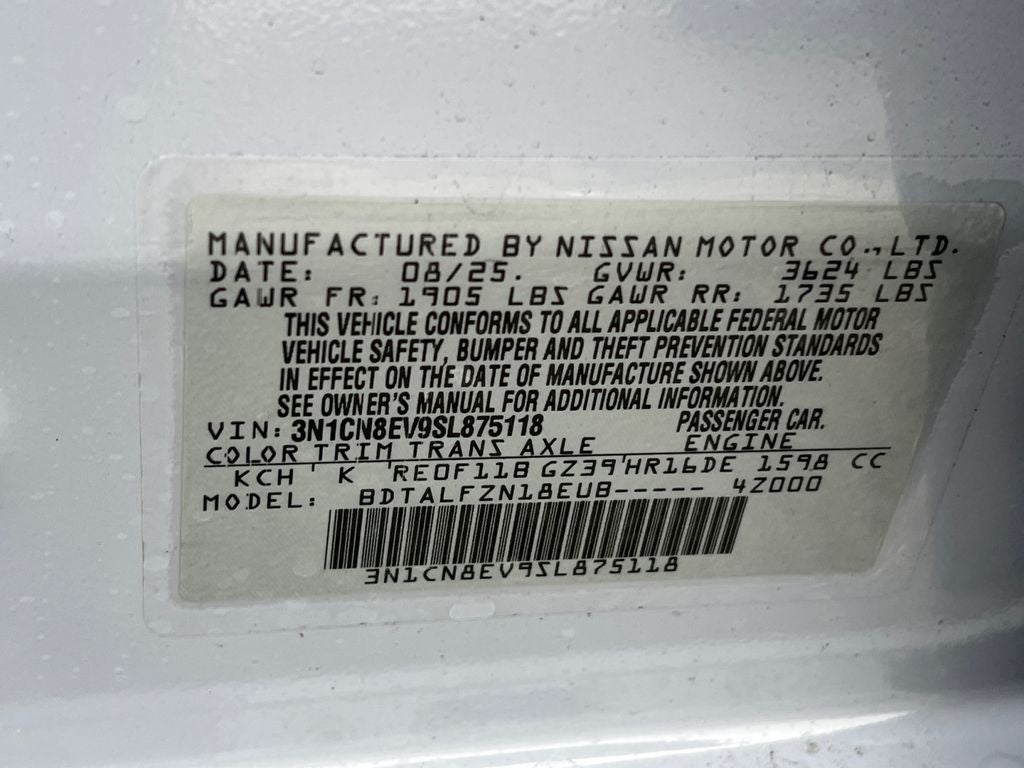 MANUFACTURED BY NISSAN MOTOR CO., LTD.
DATE: 08/25. GVWR: 3624 LBS
GAWR FR: 1905 LBS GAWR RR: 1735 LBS
THIS VEHICLE CONFORMS TO ALL APPLICABLE FEDERAL MOTOR
VEHICLE SAFETY, BUMPER AND THEFT PREVENTION STANDARDS
IN EFFECT ON THE DATE OF MANUFACTURE SHOWN ABOVE.
SEE OWNER'S MANUAL FOR ADDITIONAL INFORMATION.
VIN: 3N1CN8EV9SL875118 PASSENGER CAR.
COLOR TRIM TRANS AXLE ENGINE
KCH ' K 'RE0F11B GZ39'HR16DE 1598 CC
MODEL: BDTALFZN18EUB----- 4Z000
3N1CN8EV9SL875118